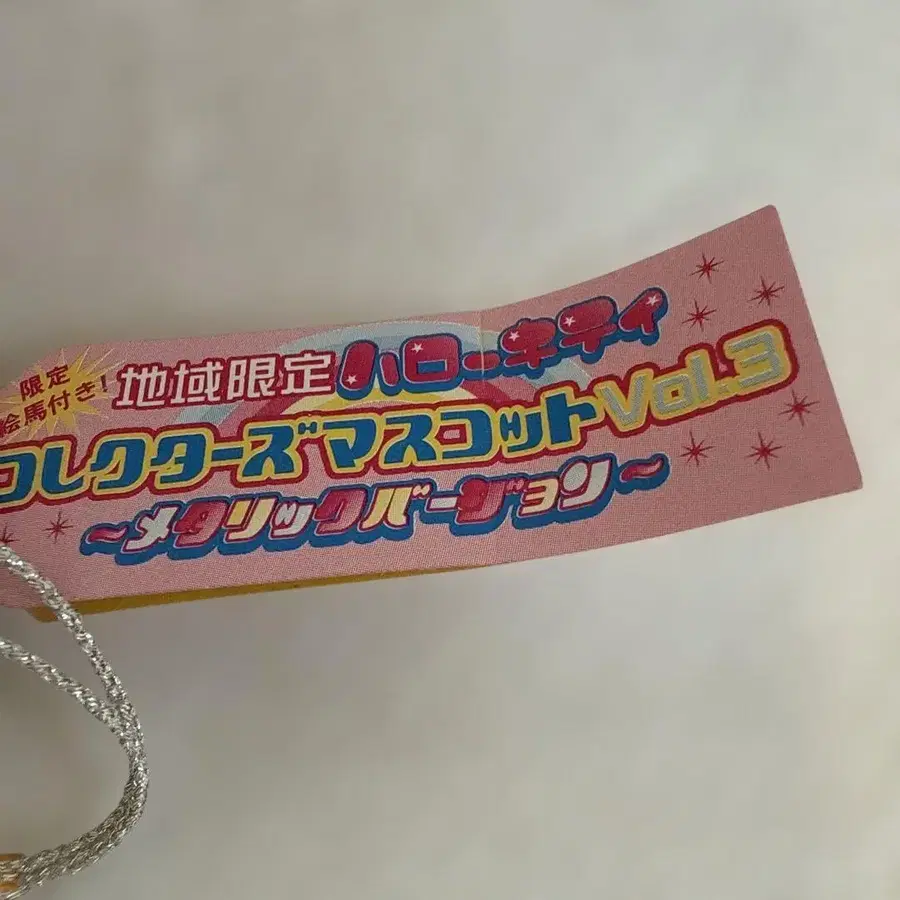 限定
絵馬付き!
地域限定 ハローキティ
コレクターズマスコットVol.3
~メタリックバージョン~